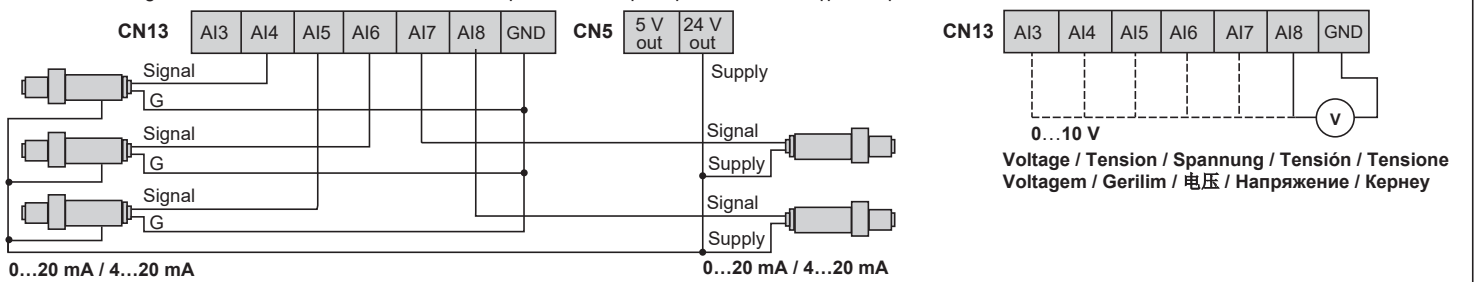 CN13 AI3 AI4 AI5 AI6 AI7 AI8 GND
CN5 5 V out 24 V out
Signal
G
Signal
G
Signal
G
0…20 mA / 4…20 mA
Supply
Signal
Supply
Signal
Supply
0…20 mA / 4…20 mA
CN13 AI3 AI4 AI5 AI6 AI7 AI8 GND
V
0…10 V
Voltage / Tension / Spannung / Tensión / Tensione
Voltagem / Gerilim / 电压 / Напряжение / Кернеу